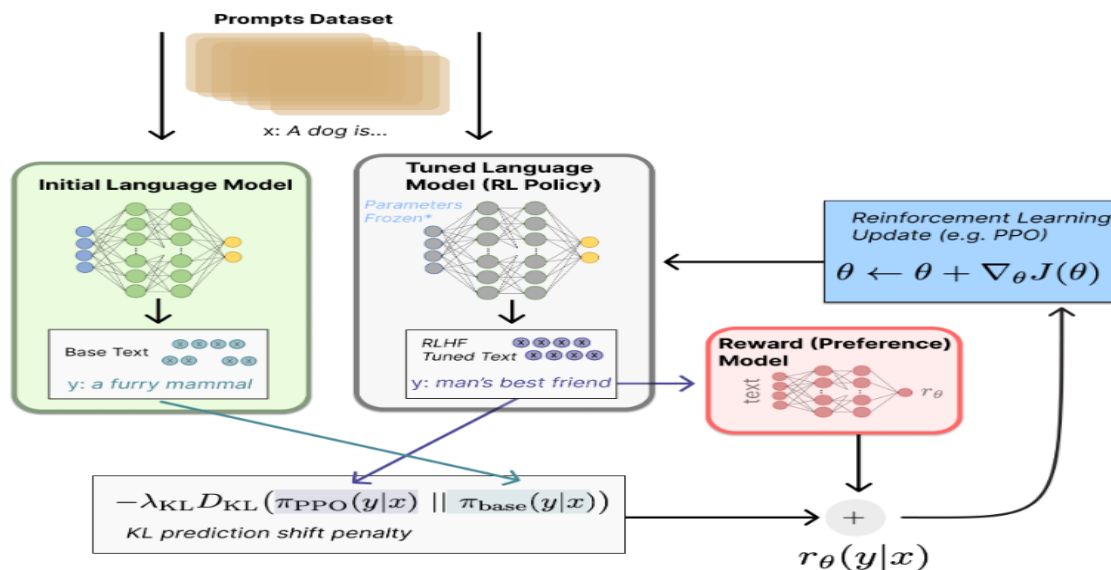 Prompts Dataset
x: A dog is...
Initial Language Model
Base Text
y: a furry mammal
Tuned Language
Model (RL Policy)
Parameters
Frozen*
RLHF
Tuned Text
y: man's best friend
Reinforcement Learning
Update (e.g. PPO)
θ ← θ + ∇θJ(θ)
Reward (Preference)
Model
text
rθ
−λKL DKL(πPPO(y|x) || πbase(y|x))
KL prediction shift penalty
+
rθ(y|x)